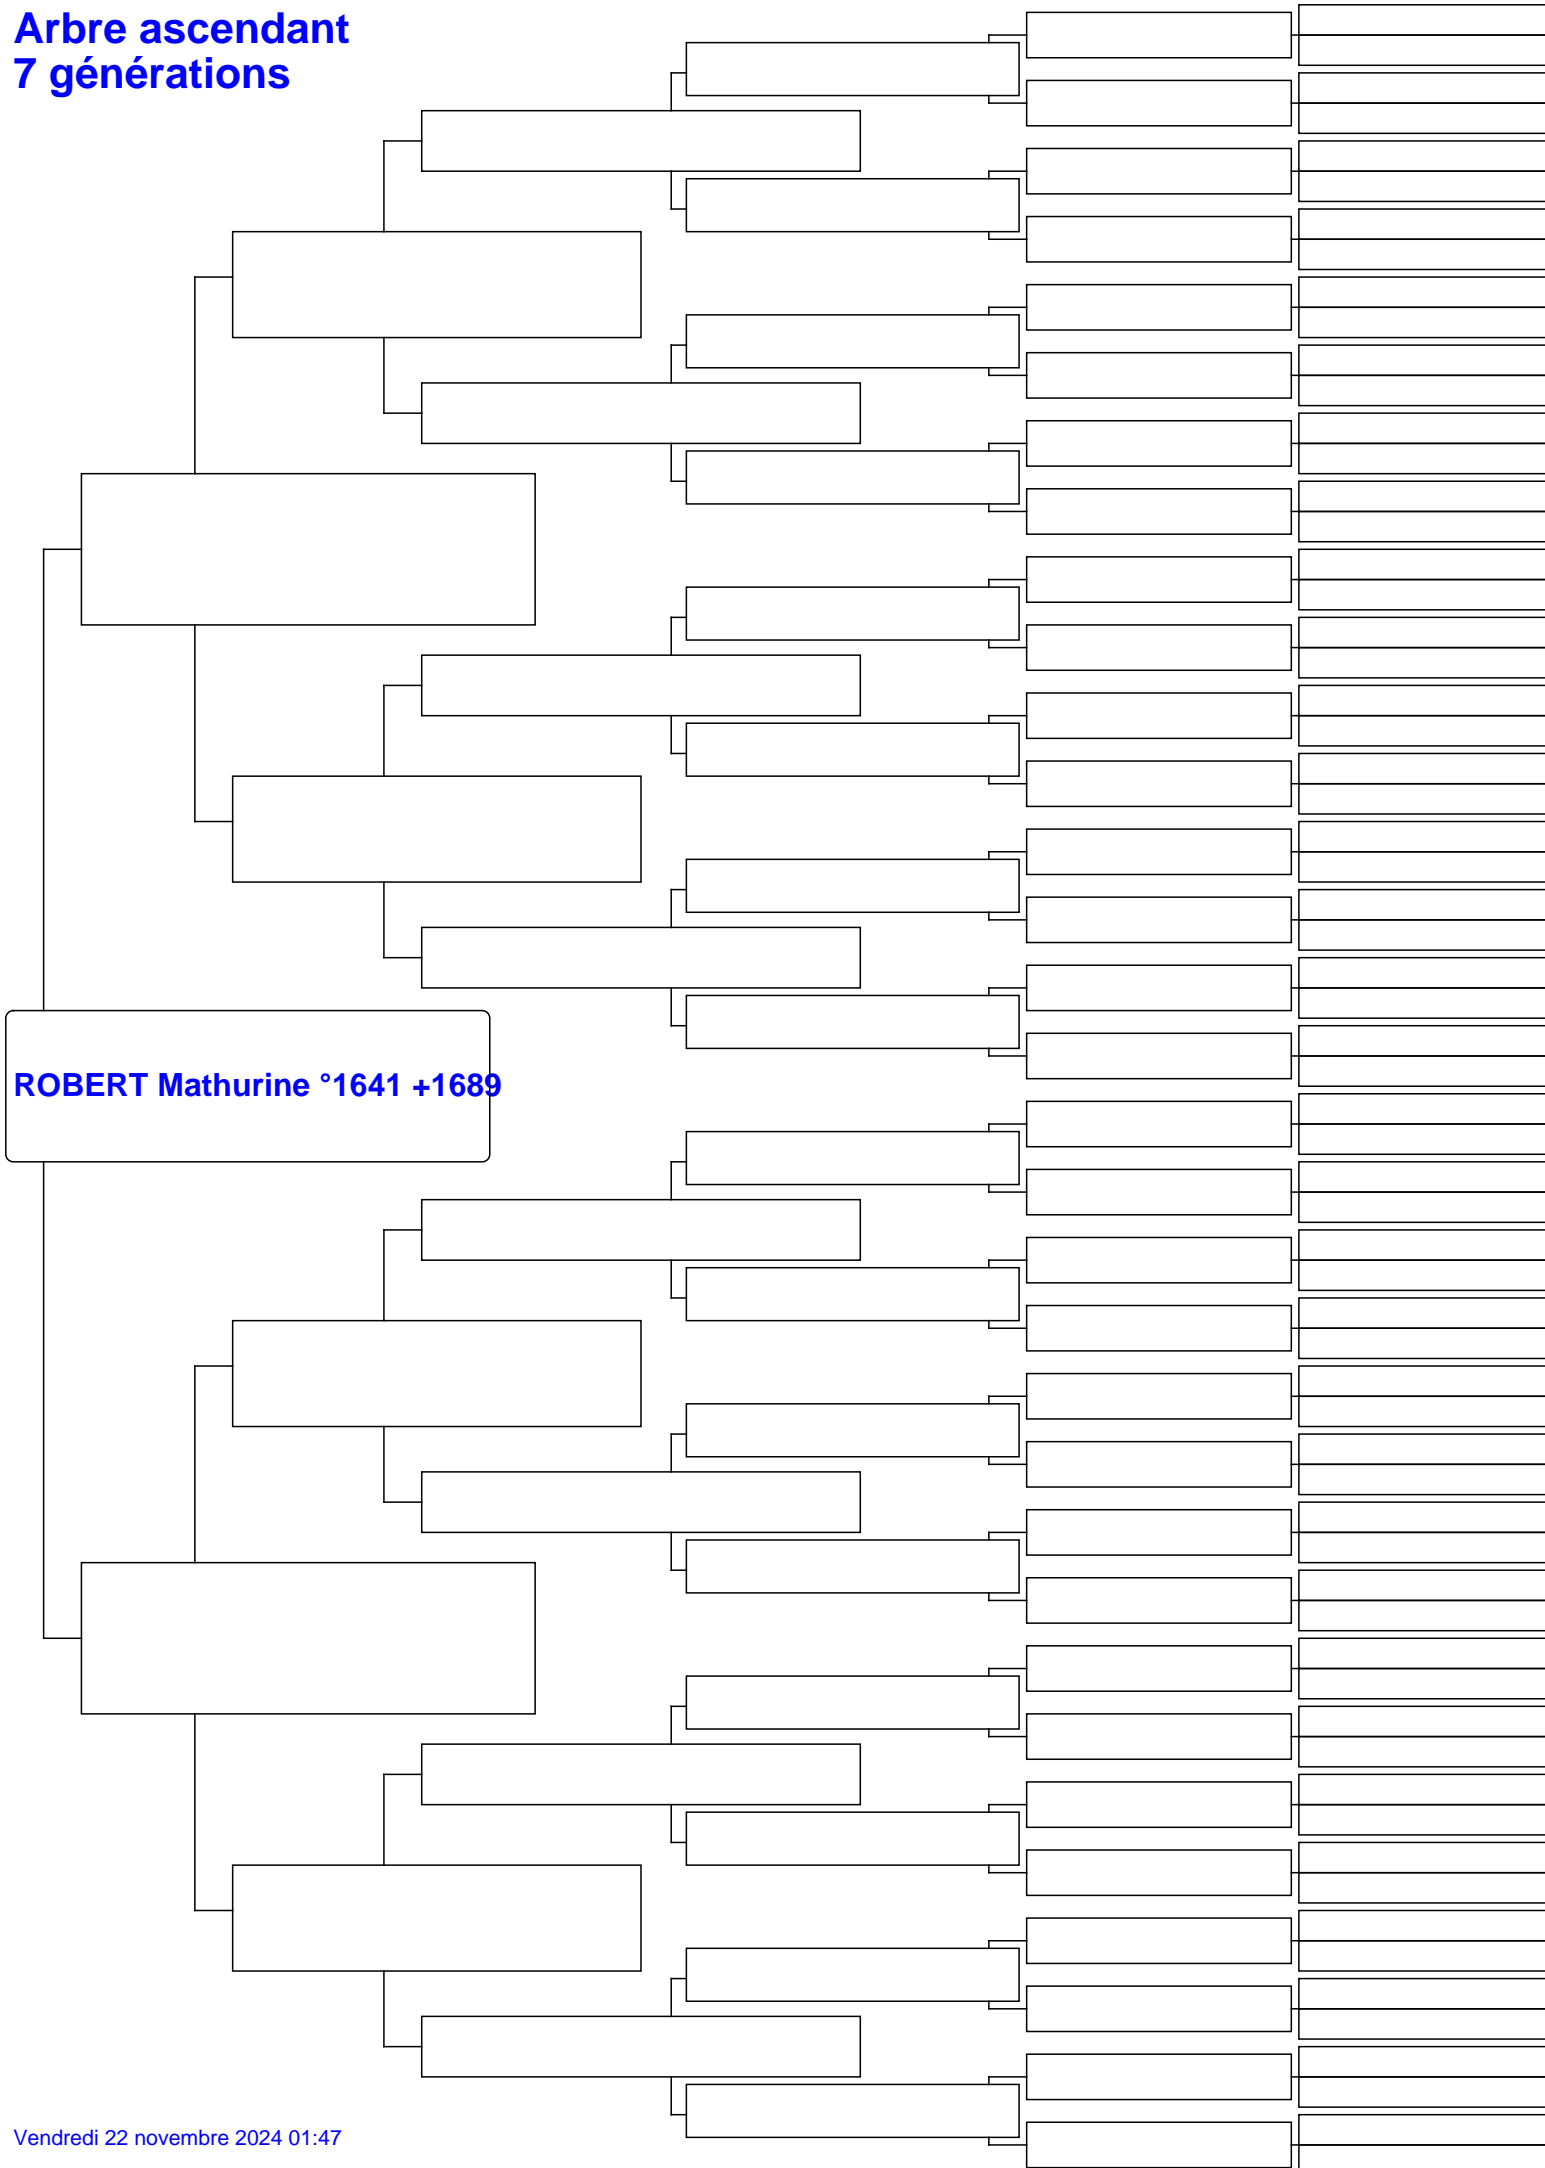 Arbre ascendant
7 générations
ROBERT Mathurine °1641 +1689
Vendredi 22 novembre 2024 01:47